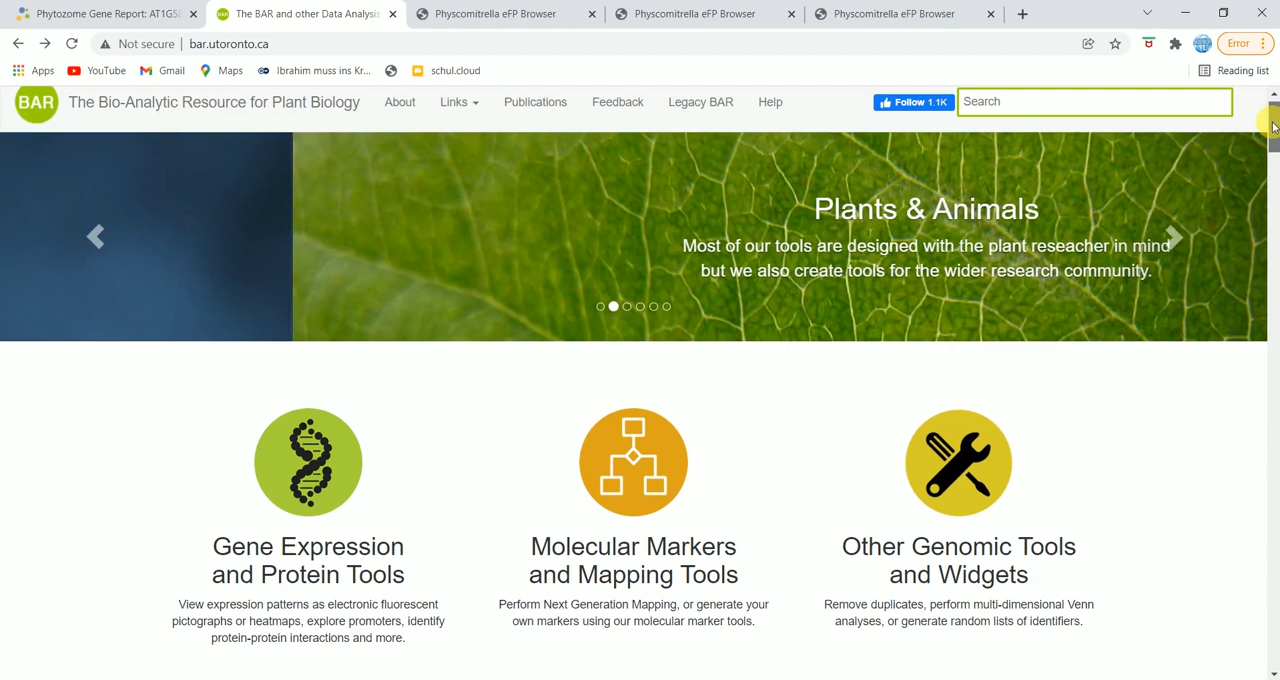 Phytozome Gene Report: AT1G58
The BAR and other Data Analysis
Physcomitrella eFP Browser
Physcomitrella eFP Browser
Physcomitrella eFP Browser
Not secure
bar.utoronto.ca
Error
Apps
YouTube
Gmail
Maps
Ibrahim muss ins Kr...
schul.cloud
Reading list
BAR
The Bio-Analytic Resource for Plant Biology
About
Links
Publications
Feedback
Legacy BAR
Help
Follow 1.1K
Search
Plants & Animals
Most of our tools are designed with the plant reseacher in mind
but we also create tools for the wider research community.
Gene Expression
and Protein Tools
View expression patterns as electronic fluorescent
pictographs or heatmaps, explore promoters, identify
protein-protein interactions and more.
Molecular Markers
and Mapping Tools
Perform Next Generation Mapping, or generate your
own markers using our molecular marker tools.
Other Genomic Tools
and Widgets
Remove duplicates, perform multi-dimensional Venn
analyses, or generate random lists of identifiers.